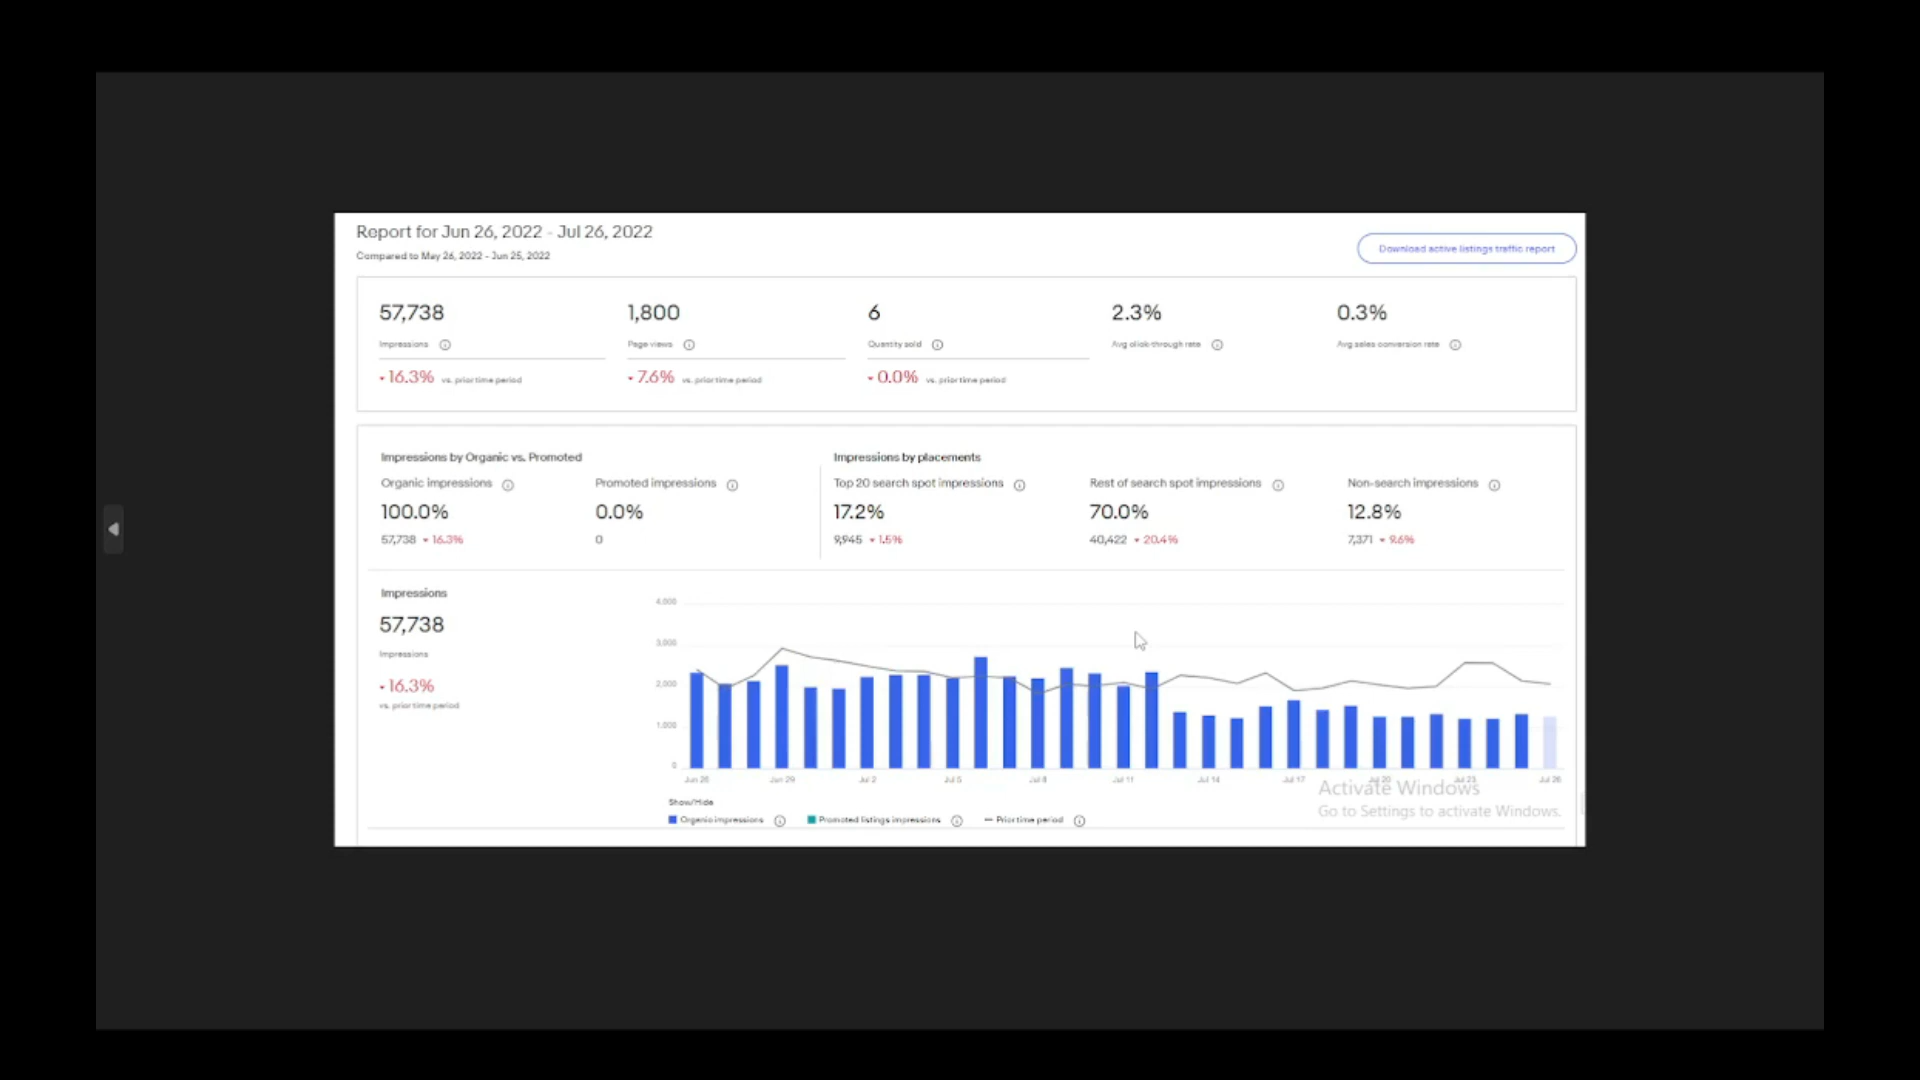 Report for Jun 26, 2022 - Jul 26, 2022
Compared to May 26, 2022 - Jun 25, 2022
Download active listings traffic report
57,738 1,800 6 2.3% 0.3%
Impressions Page views Quantity sold Avg click-through rate Avg sales conversion rate
16.3% vs. prior time period 7.6% vs. prior time period 0.0% vs. prior time period
Impressions by Organic vs. Promoted Impressions by placements
Organic impressions Promoted impressions Top 20 search spot impressions Rest of search spot impressions Non-search impressions
100.0% 0.0% 17.2% 70.0% 12.8%
57,738 16.3% 0 9,945 1.5% 40,422 20.4% 7,371 9.6%
Impressions
57,738
Impressions
16.3%
vs. prior time period
4,000
3,000
2,000
1,000
0
Jun 26 Jun 29 Jul 2 Jul 5 Jul 8 Jul 11 Jul 14 Jul 17 Jul 20 Jul 23 Jul 26
Activate Windows
Go to Settings to activate Windows.
Show/Hide
Organic impressions Promoted listings impressions Prior time period